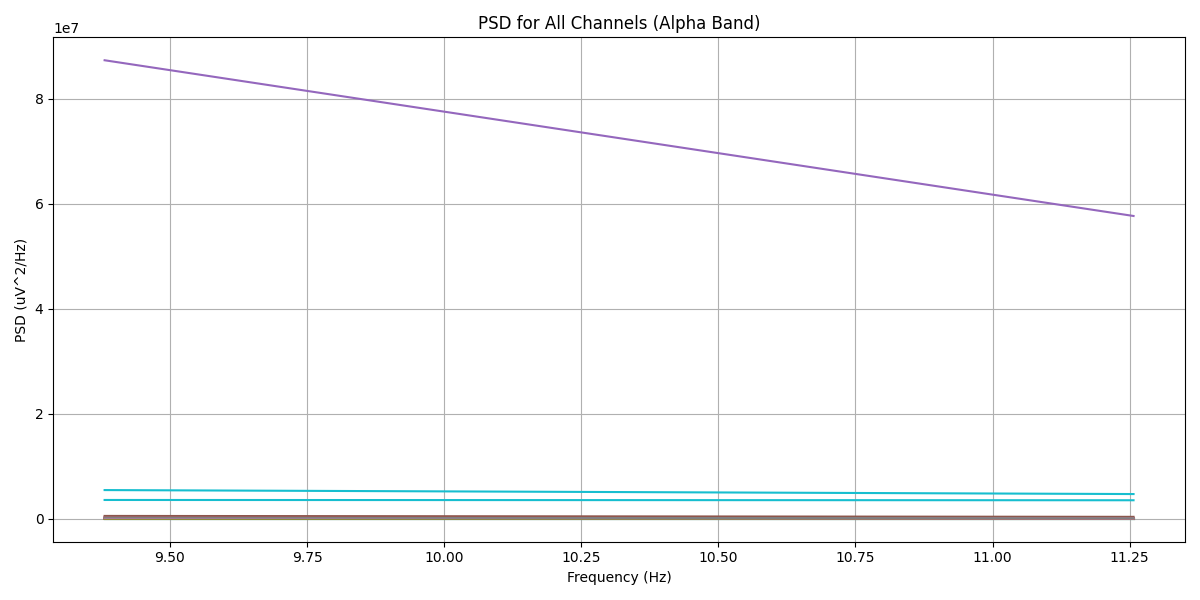 PSD for All Channels (Alpha Band)
1e7
8
6
4
2
0
PSD (uV^2/Hz)
9.50 9.75 10.00 10.25 10.50 10.75 11.00 11.25
Frequency (Hz)